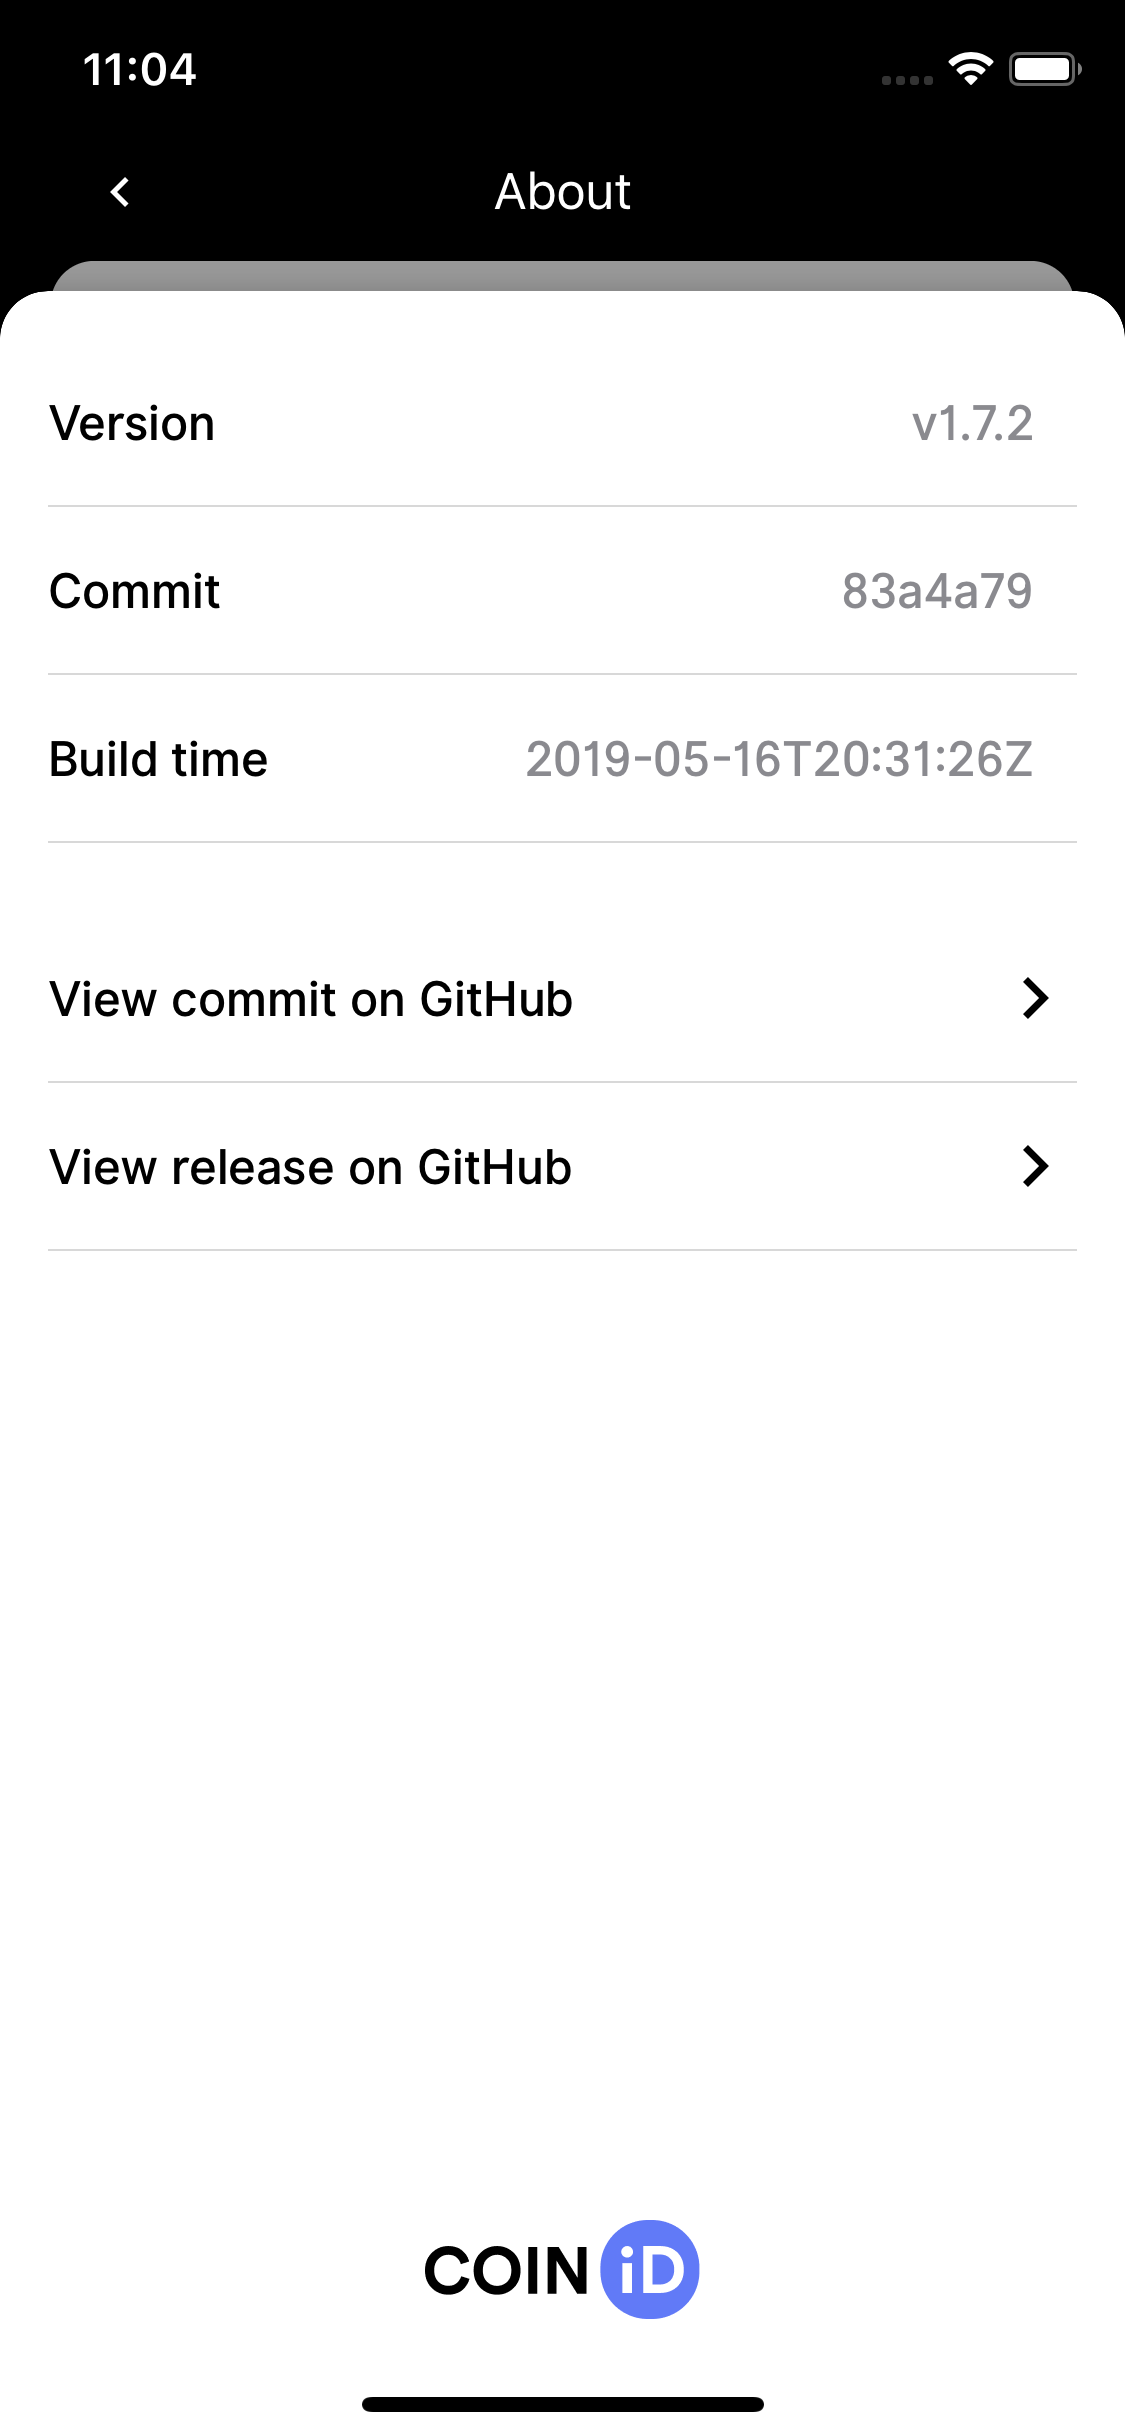 11:04
About
Version v1.7.2
Commit 83a4a79
Build time 2019-05-16T20:31:26Z
View commit on GitHub
View release on GitHub
COIN iD